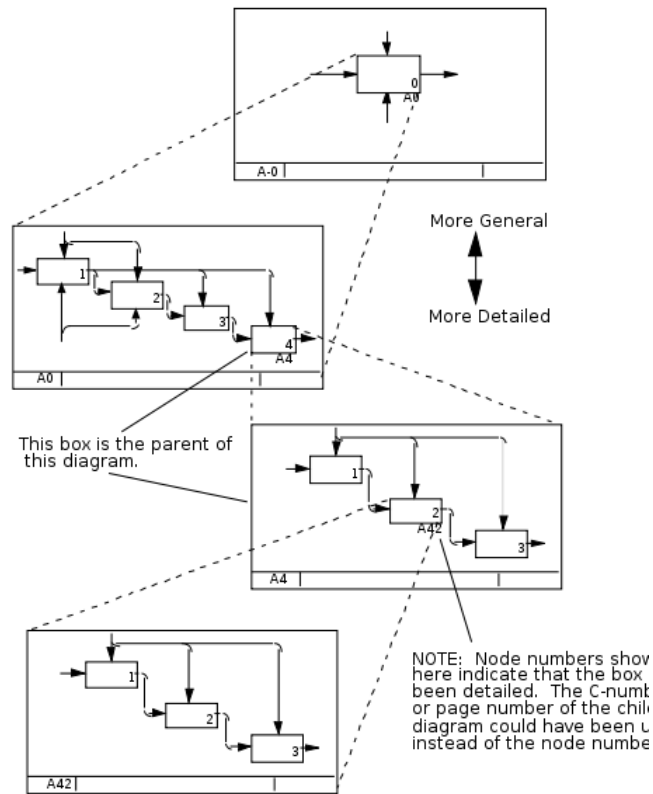 0
A0
A-0
More General
More Detailed
1
2
3
4
A4
A0
This box is the parent of
this diagram.
1
2
A42
3
A4
NOTE: Node numbers show
here indicate that the box
been detailed. The C-numb
or page number of the chil
diagram could have been u
instead of the node numbe
1
2
3
A42